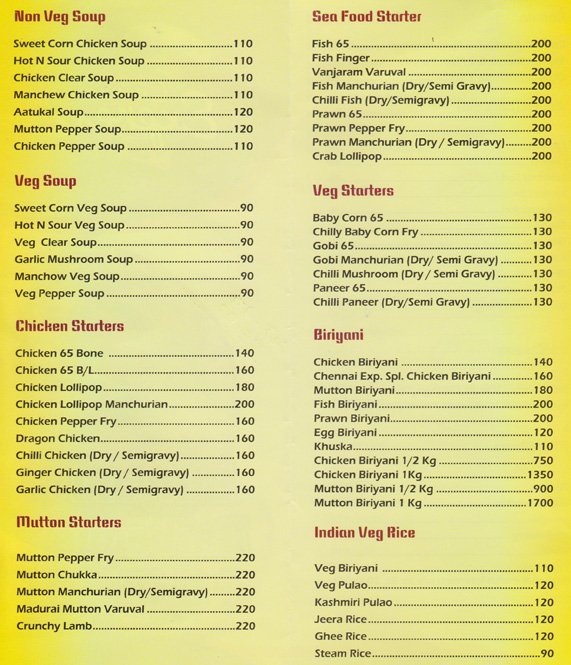 Non Veg Soup
Sweet Corn Chicken Soup ......................110
Hot N Sour Chicken Soup ......................110
Chicken Clear Soup ......................110
Manchew Chicken Soup ......................110
Aatukal Soup......................120
Mutton Pepper Soup......................120
Chicken Pepper Soup ......................110
Veg Soup
Sweet Corn Veg Soup ......................90
Hot N Sour Veg Soup ......................90
Veg Clear Soup......................90
Garlic Mushroom Soup ......................90
Manchow Veg Soup ......................90
Veg Pepper Soup ......................90
Chicken Starters
Chicken 65 Bone ......................140
Chicken 65 B/L......................160
Chicken Lollipop......................180
Chicken Lollipop Manchurian ......................200
Chicken Pepper Fry......................160
Dragon Chicken......................160
Chilli Chicken (Dry / Semigravy)......................160
Ginger Chicken (Dry / Semigravy) ......................160
Garlic Chicken (Dry / Semigravy) ......................160
Mutton Starters
Mutton Pepper Fry ......................220
Mutton Chukka......................220
Mutton Manchurian (Dry/Semigravy)......................220
Madurai Mutton Varuval ......................220
Crunchy Lamb......................220
Sea Food Starter
Fish 65 ......................200
Fish Finger......................200
Vanjaram Varuval ......................200
Fish Manchurian (Dry/Semi Gravy)......................200
Chilli Fish (Dry/Semigravy)......................200
Prawn 65......................200
Prawn Pepper Fry......................200
Prawn Manchurian (Dry / Semigravy)......................200
Crab Lollipop......................200
Veg Starters
Baby Corn 65 ......................130
Chilly Baby Corn Fry ......................130
Gobi 65......................130
Gobi Manchurian (Dry/ Semi Gravy) ......................130
Chilli Mushroom (Dry / Semi Gravy) ......................130
Paneer 65......................130
Chilli Paneer (Dry/Semi Gravy) ......................130
Biriyani
Chicken Biriyani ......................140
Chennai Exp. Spl. Chicken Biriyani ......................160
Mutton Biriyani......................180
Fish Biriyani......................200
Prawn Biriyani......................200
Egg Biriyani ......................120
Khuska......................110
Chicken Biriyani 1/2 Kg ......................750
Chicken Biriyani 1Kg......................1350
Mutton Biriyani 1/2 Kg ......................900
Mutton Biriyani 1 Kg......................1700
Indian Veg Rice
Veg Biriyani ......................110
Veg Pulao......................120
Kashmiri Pulao ......................120
Jeera Rice......................120
Ghee Rice......................120
Steam Rice......................90